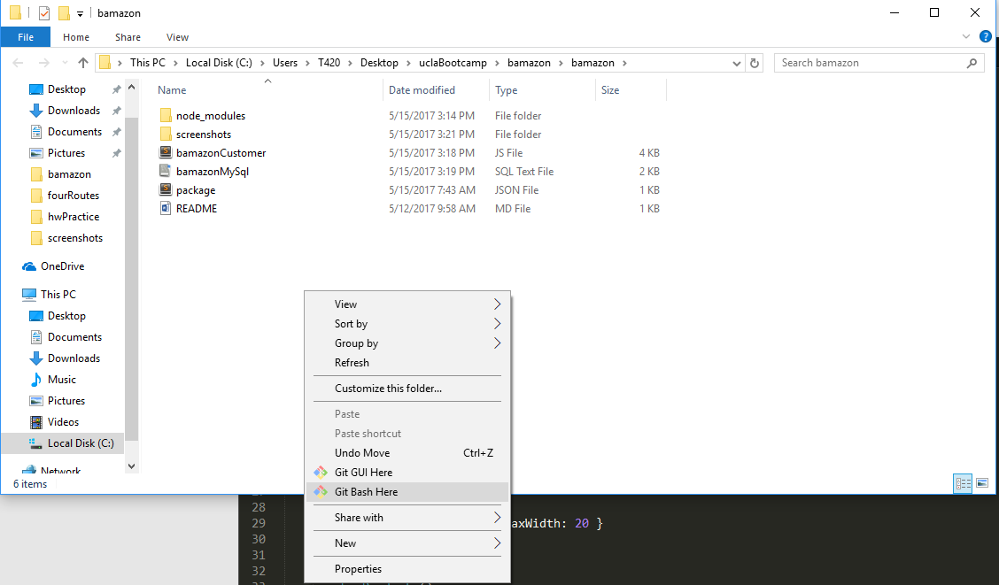 bamazon
File Home Share View
This PC Local Disk (C:) Users T420 Desktop uclaBootcamp bamazon bamazon
Search bamazon
Desktop
Downloads
Documents
Pictures
bamazon
fourRoutes
hwPractice
screenshots
OneDrive
This PC
Desktop
Documents
Downloads
Music
Pictures
Videos
Local Disk (C:)
Network
6 items
Name Date modified Type Size
node_modules 5/15/2017 3:14 PM File folder
screenshots 5/15/2017 3:21 PM File folder
bamazonCustomer 5/15/2017 3:18 PM JS File 4 KB
bamazonMySql 5/15/2017 3:19 PM SQL Text File 2 KB
package 5/15/2017 7:43 AM JSON File 1 KB
README 5/12/2017 9:58 AM MD File 1 KB
View
Sort by
Group by
Refresh
Customize this folder...
Paste
Paste shortcut
Undo Move Ctrl+Z
Git GUI Here
Git Bash Here
Share with
New
Properties
28
29 axWidth: 20 }
30
31
32